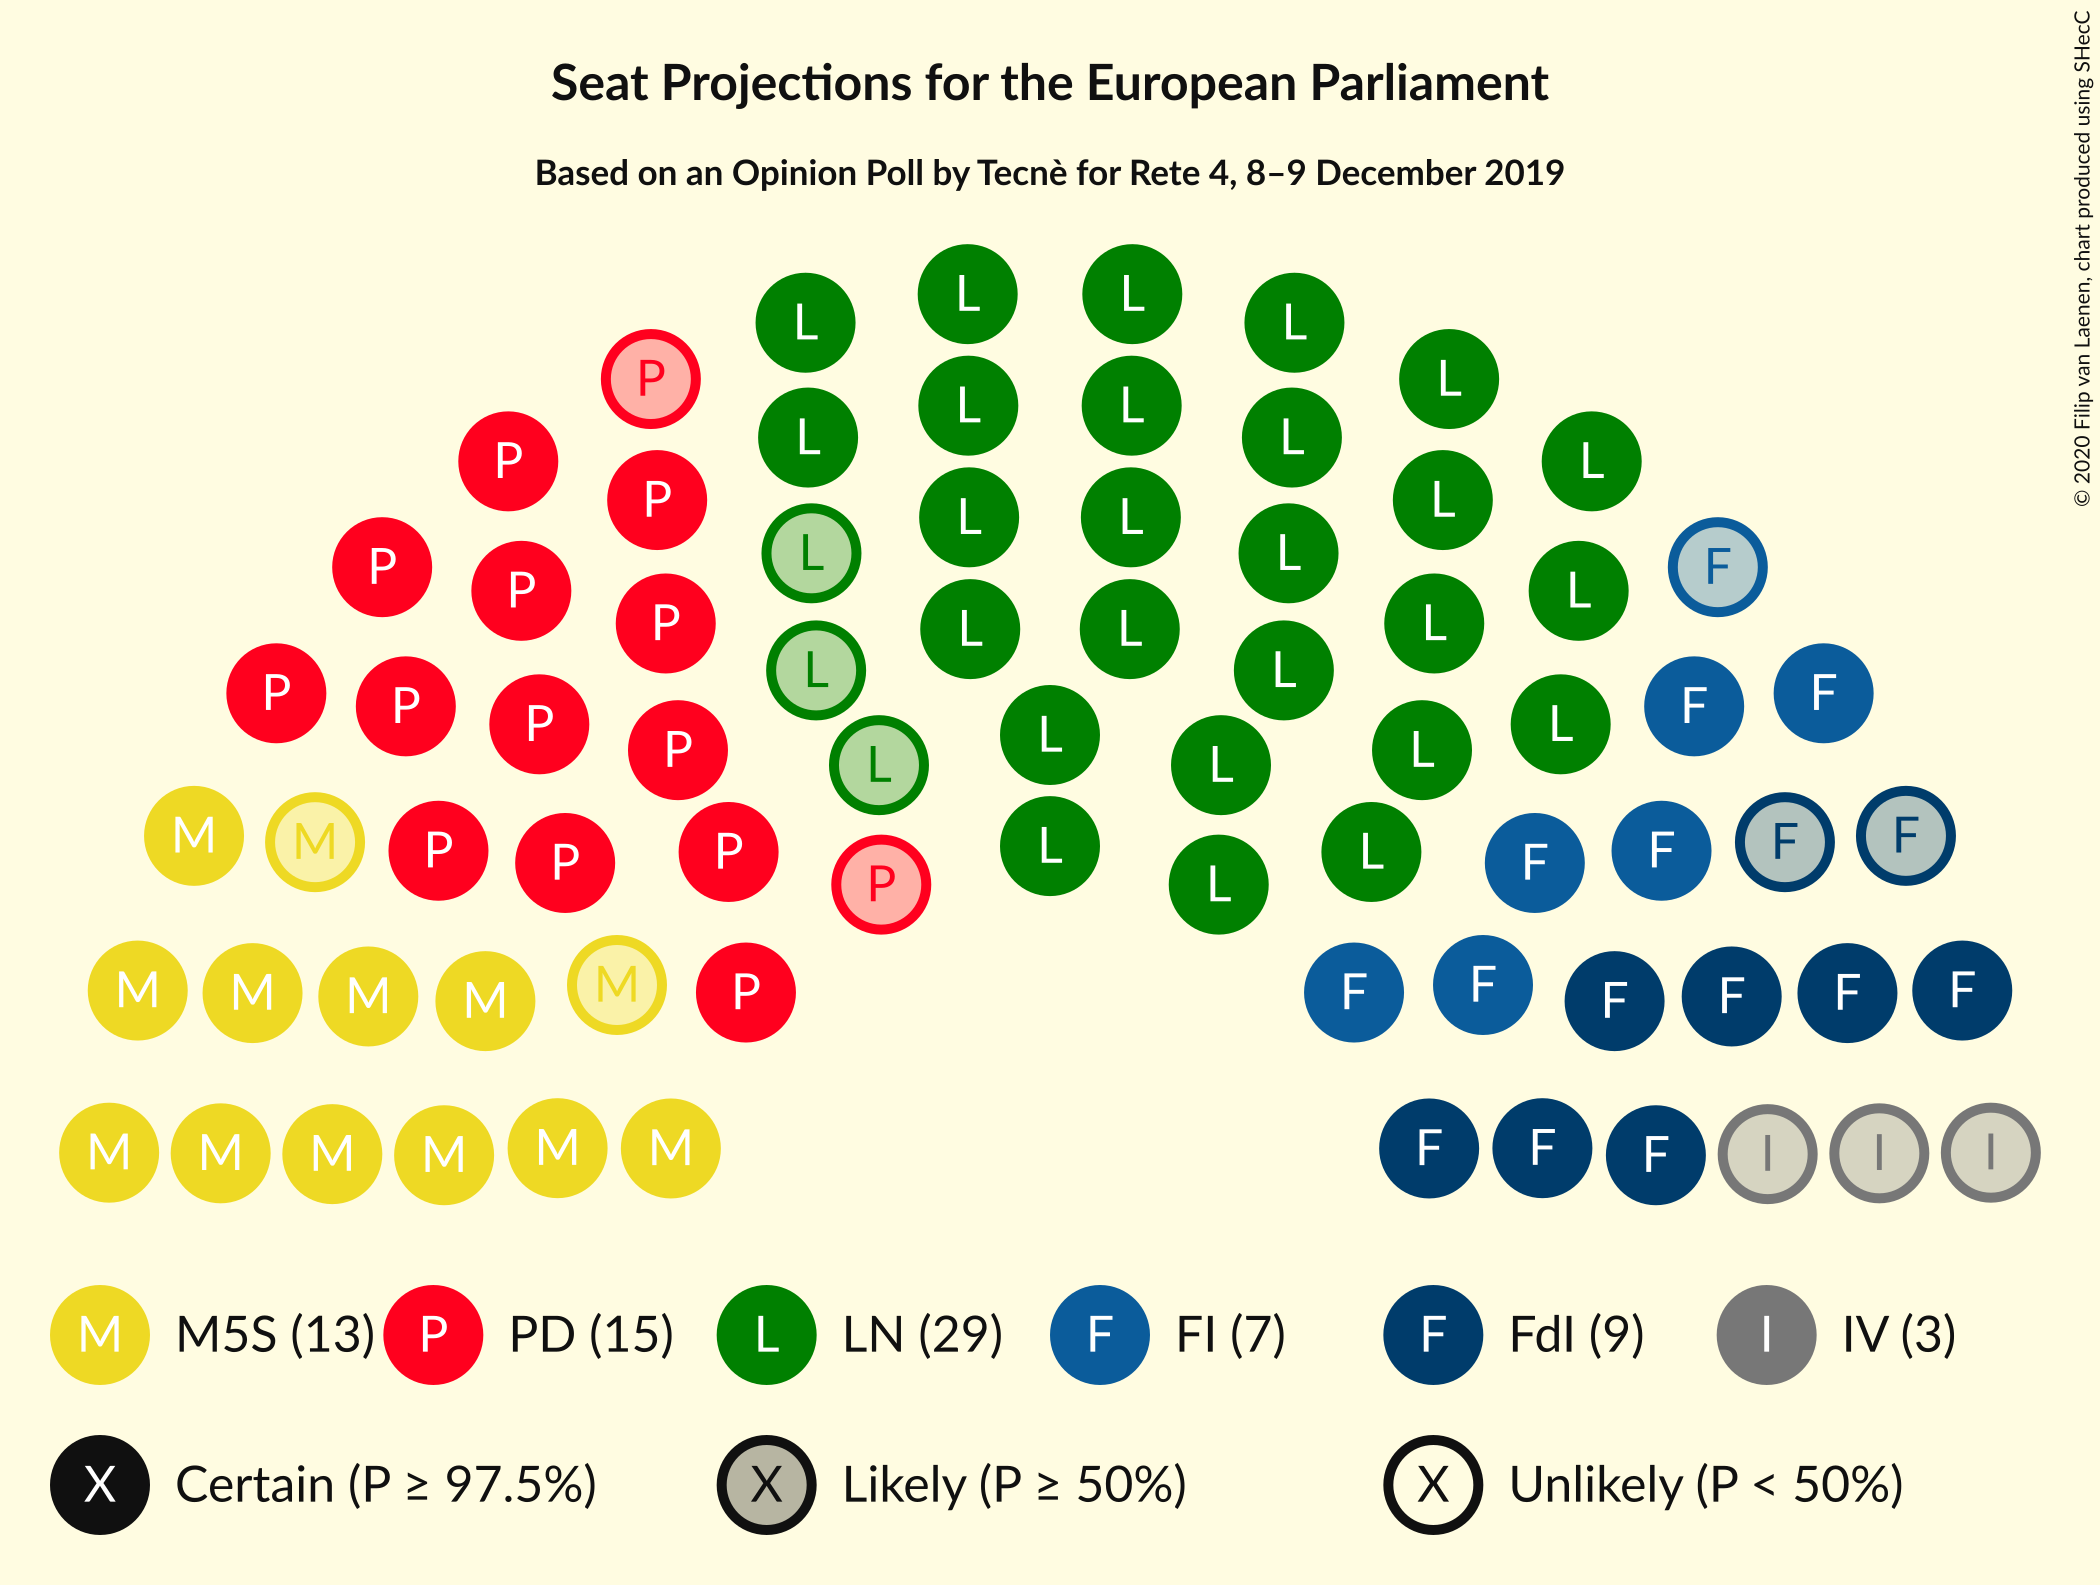 Seat Projections for the European Parliament
Based on an Opinion Poll by Tecnè for Rete 4, 8–9 December 2019
© 2020 Filip van Laenen, chart produced using SHecC
L L L L
P L L
L L L L
P L
P L L
L L L L
P F
P L L
P L
P L L
L L
P F
P F
P L
P L
L L
L
M F
M F
P F
P L
P F
L
P L
M F
M F
M F
M F
M F
P F
M F
M F
M F
M I
M I
M I
M M5S (13) P PD (15) L LN (29) F FI (7) F FdI (9) I IV (3)
X Certain (P ≥ 97.5%) X Likely (P ≥ 50%) X Unlikely (P < 50%)